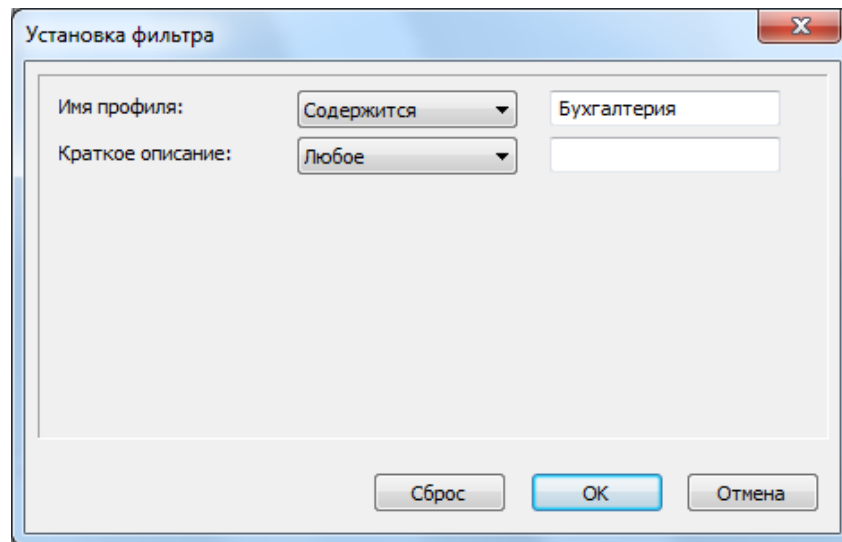 Установка фильтра
Имя профиля: Содержится Бухгалтерия
Краткое описание: Любое
Сброс OK Отмена